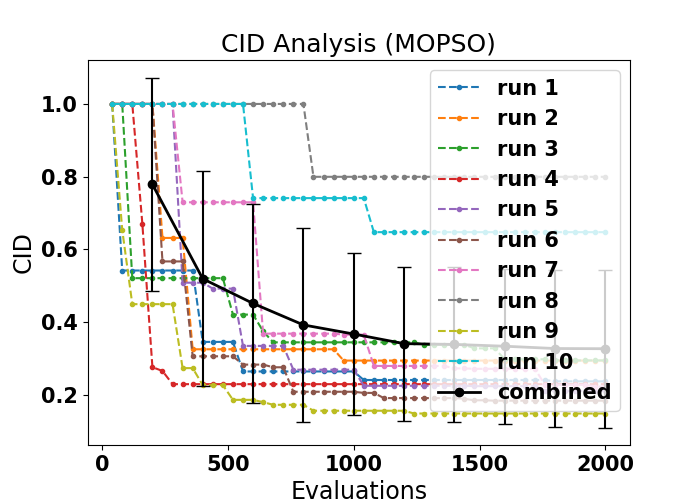 CID Analysis (MOPSO)
CID
1.0
0.8
0.6
0.4
0.2
0
500
1000
1500
2000
Evaluations
run 1
run 2
run 3
run 4
run 5
run 6
run 7
run 8
run 9
run 10
combined